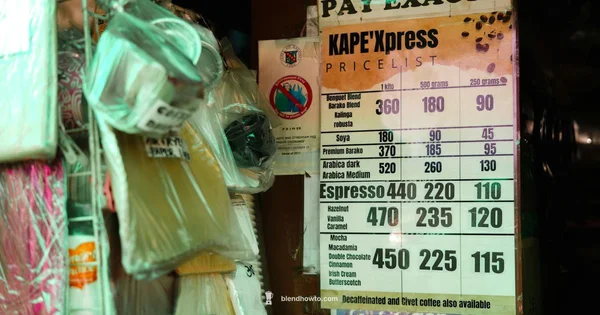 PAY EXACT
KAPE'Xpress
PRICELIST
1 kilo 500 grams 250 grams
Benguet Blend
Barako Blend
Kalinga
robusta
360 180 90
Soya 180 90 45
Premium Barako 370 185 95
Arabica dark
Arabica Medium
520 260 130
Espresso 440 220 110
Hazelnut
Vanilla
Caramel
470 235 120
Mocha
Macadamia
Double Chocolate
Cinnamon
Irish Cream
Butterscotch
450 225 115
Decaffeinated and Civet coffee also available
blendhowto.com